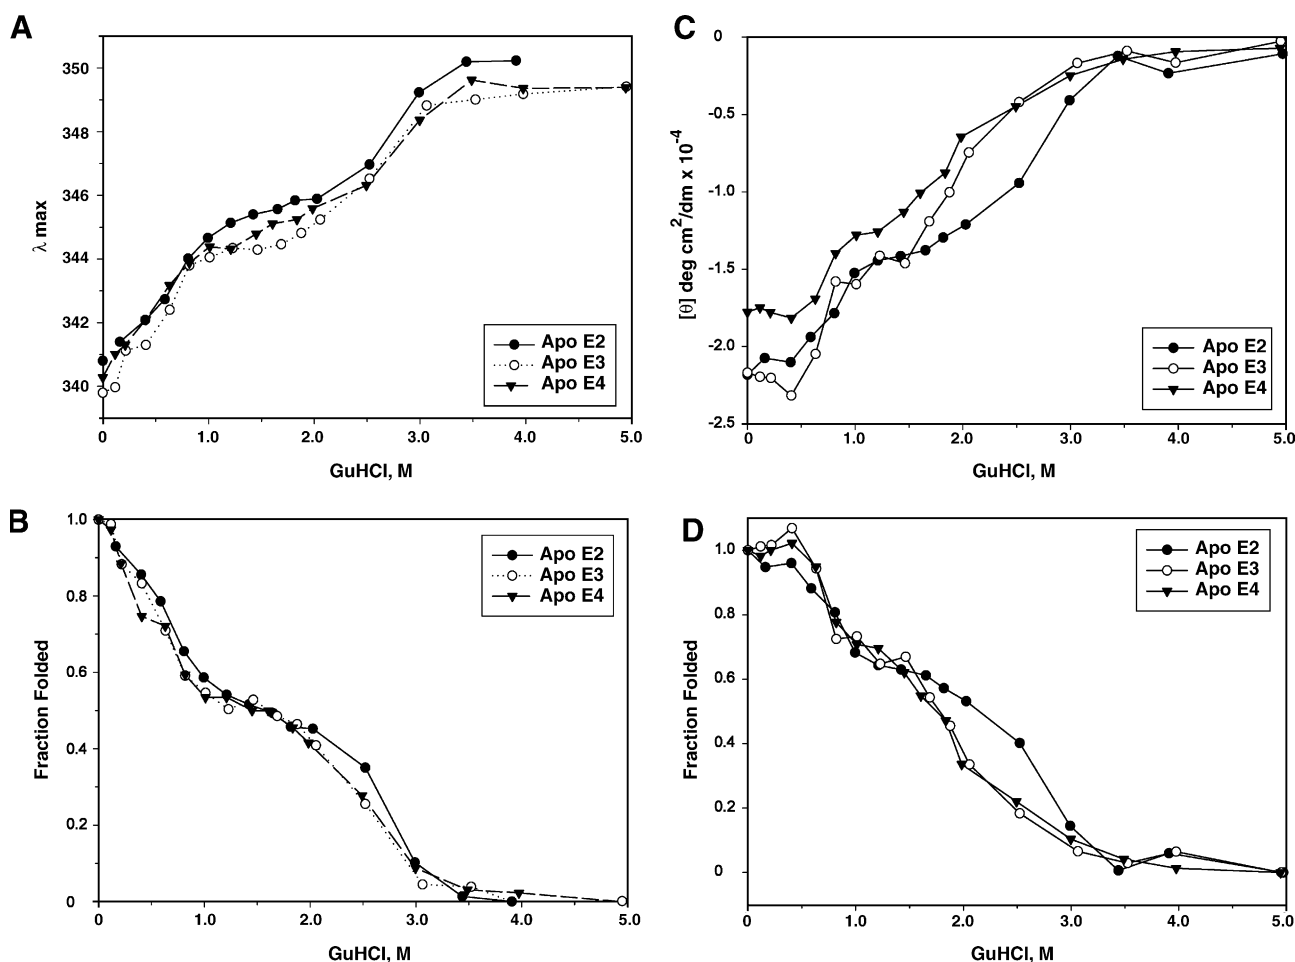 A
350
348
346
344
342
340
λ max
0 1.0 2.0 3.0 4.0 5.0
GuHCl, M
Apo E2
Apo E3
Apo E4
C
0
-0.5
-1.0
-1.5
-2.0
-2.5
[θ] deg cm²/dm x 10⁻⁴
0 1.0 2.0 3.0 4.0 5.0
GuHCl, M
Apo E2
Apo E3
Apo E4
B
1.0
0.8
0.6
0.4
0.2
0
Fraction Folded
0 1.0 2.0 3.0 4.0 5.0
GuHCl, M
Apo E2
Apo E3
Apo E4
D
1.0
0.8
0.6
0.4
0.2
0
Fraction Folded
0 1.0 2.0 3.0 4.0 5.0
GuHCl, M
Apo E2
Apo E3
Apo E4